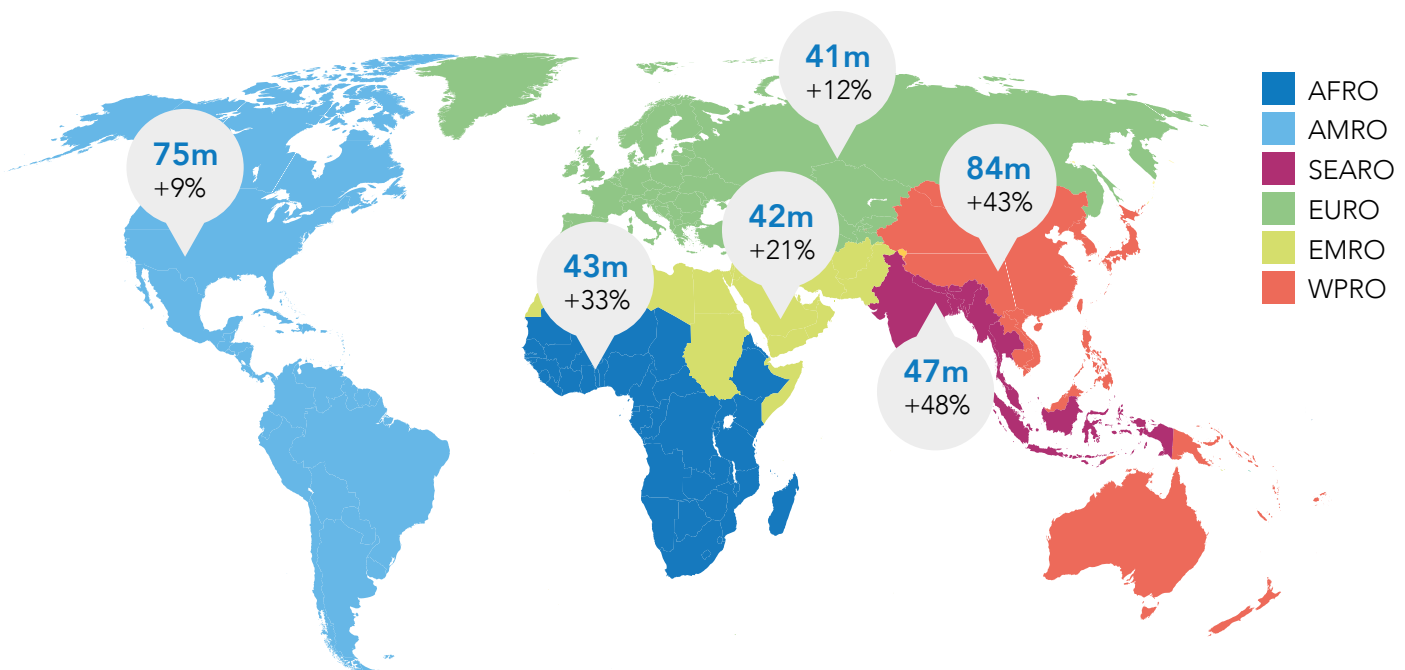 41m
+12%
75m
+9%
84m
+43%
42m
+21%
43m
+33%
47m
+48%
AFRO
AMRO
SEARO
EURO
EMRO
WPRO